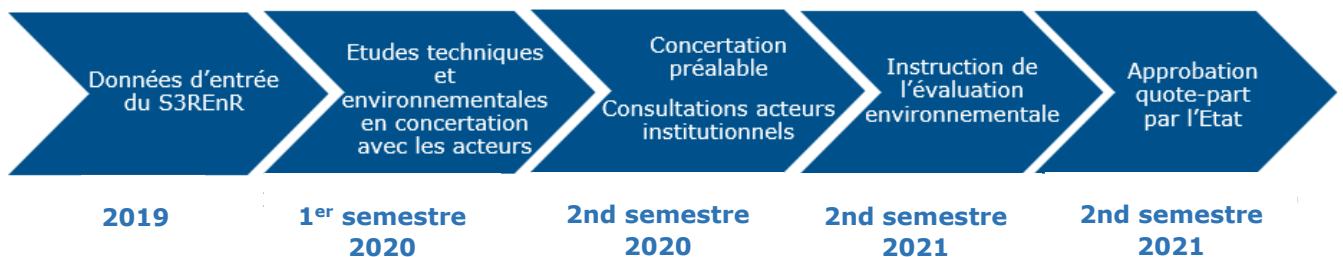 Données d'entrée
du S3REnR
Etudes techniques
et
environnementales
en concertation
avec les acteurs
Concertation
préalable
Consultations acteurs
institutionnels
Instruction de
l'évaluation
environnementale
Approbation
quote-part
par l'Etat
2019
1er semestre
2020
2nd semestre
2020
2nd semestre
2021
2nd semestre
2021